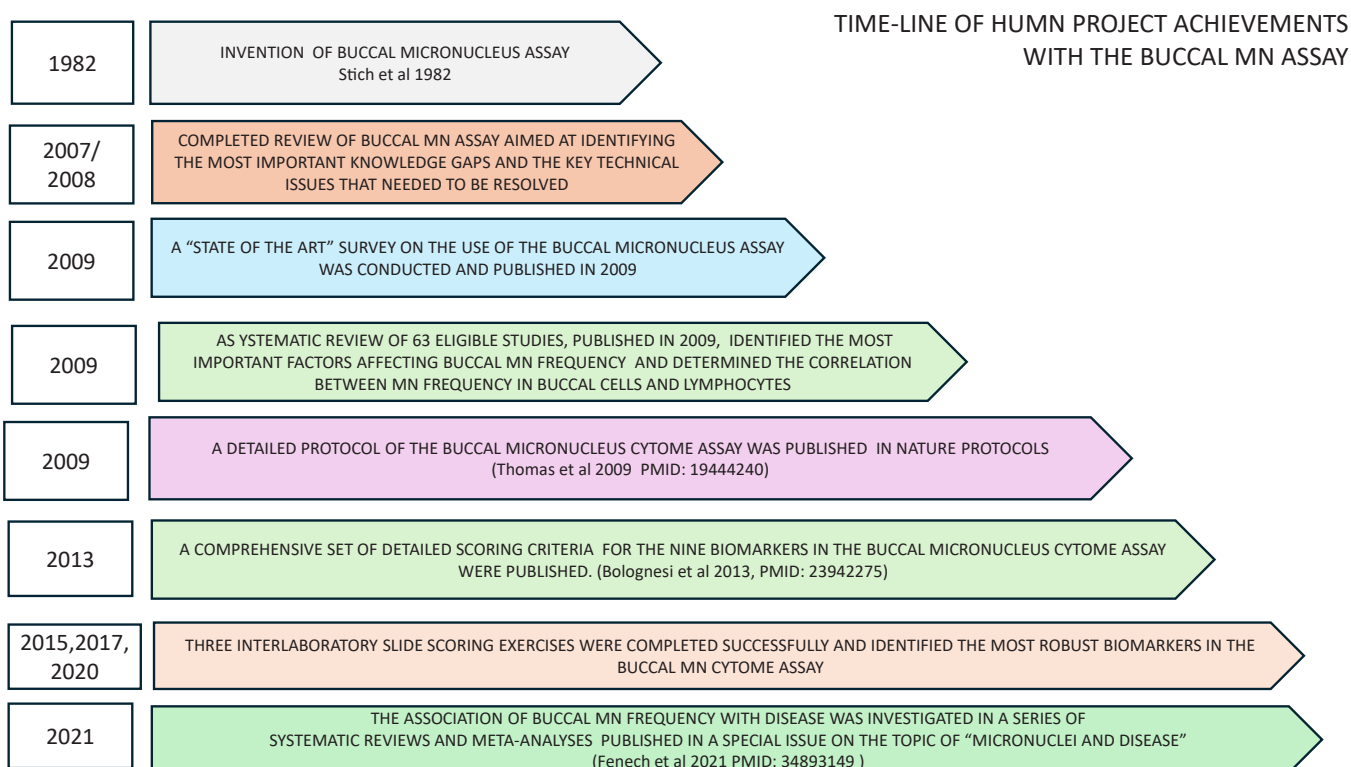 TIME-LINE OF HUMN PROJECT ACHIEVEMENTS
WITH THE BUCCAL MN ASSAY
1982
INVENTION OF BUCCAL MICRONUCLEUS ASSAY
Stich et al 1982
2007/
2008
COMPLETED REVIEW OF BUCCAL MN ASSAY AIMED AT IDENTIFYING
THE MOST IMPORTANT KNOWLEDGE GAPS AND THE KEY TECHNICAL
ISSUES THAT NEEDED TO BE RESOLVED
2009
A “STATE OF THE ART” SURVEY ON THE USE OF THE BUCCAL MICRONUCLEUS ASSAY
WAS CONDUCTED AND PUBLISHED IN 2009
2009
AS YSTEMATIC REVIEW OF 63 ELIGIBLE STUDIES, PUBLISHED IN 2009, IDENTIFIED THE MOST
IMPORTANT FACTORS AFFECTING BUCCAL MN FREQUENCY AND DETERMINED THE CORRELATION
BETWEEN MN FREQUENCY IN BUCCAL CELLS AND LYMPHOCYTES
2009
A DETAILED PROTOCOL OF THE BUCCAL MICRONUCLEUS CYTOME ASSAY WAS PUBLISHED IN NATURE PROTOCOLS
(Thomas et al 2009 PMID: 19444240)
2013
A COMPREHENSIVE SET OF DETAILED SCORING CRITERIA FOR THE NINE BIOMARKERS IN THE BUCCAL MICRONUCLEUS CYTOME ASSAY
WERE PUBLISHED. (Bolognesi et al 2013, PMID: 23942275)
2015,2017,
2020
THREE INTERLABORATORY SLIDE SCORING EXERCISES WERE COMPLETED SUCCESSFULLY AND IDENTIFIED THE MOST ROBUST BIOMARKERS IN THE
BUCCAL MN CYTOME ASSAY
2021
THE ASSOCIATION OF BUCCAL MN FREQUENCY WITH DISEASE WAS INVESTIGATED IN A SERIES OF
SYSTEMATIC REVIEWS AND META-ANALYSES PUBLISHED IN A SPECIAL ISSUE ON THE TOPIC OF “MICRONUCLEI AND DISEASE”
(Fenech et al 2021 PMID: 34893149 )